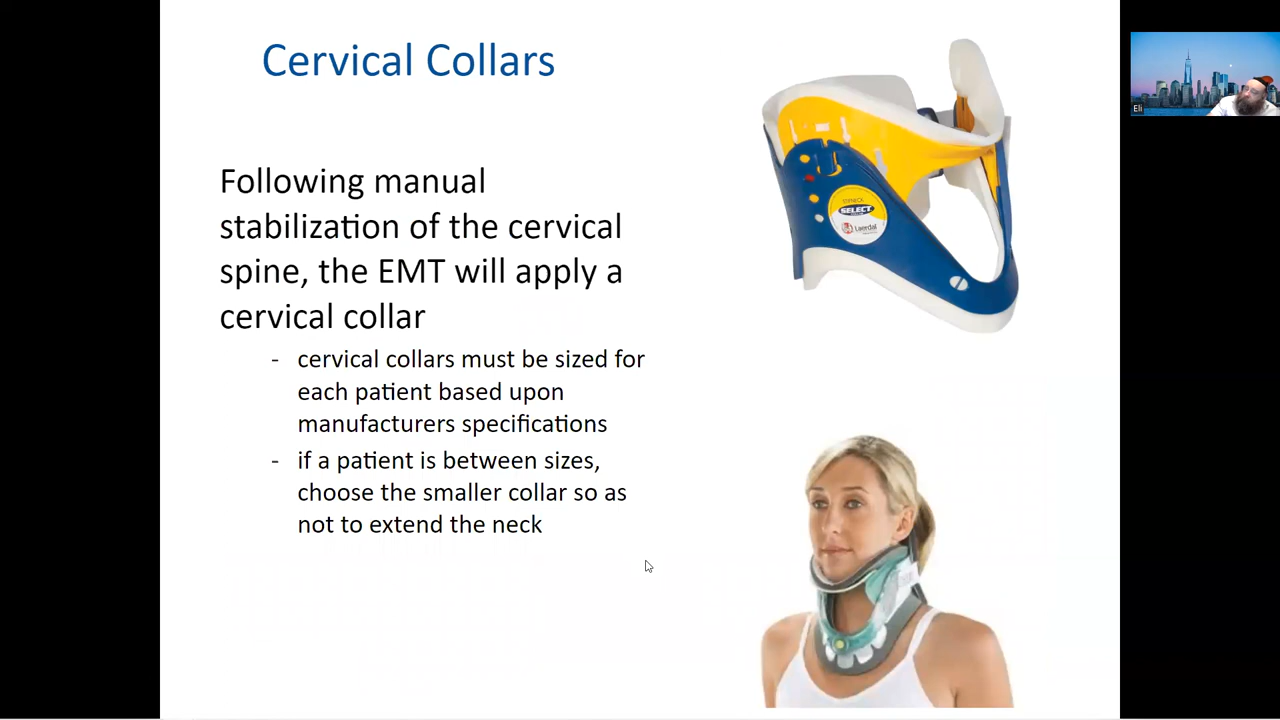 Cervical Collars
Following manual
stabilization of the cervical
spine, the EMT will apply a
cervical collar
- cervical collars must be sized for
each patient based upon
manufacturers specifications
- if a patient is between sizes,
choose the smaller collar so as
not to extend the neck
SELECT
Laerdal
Eli